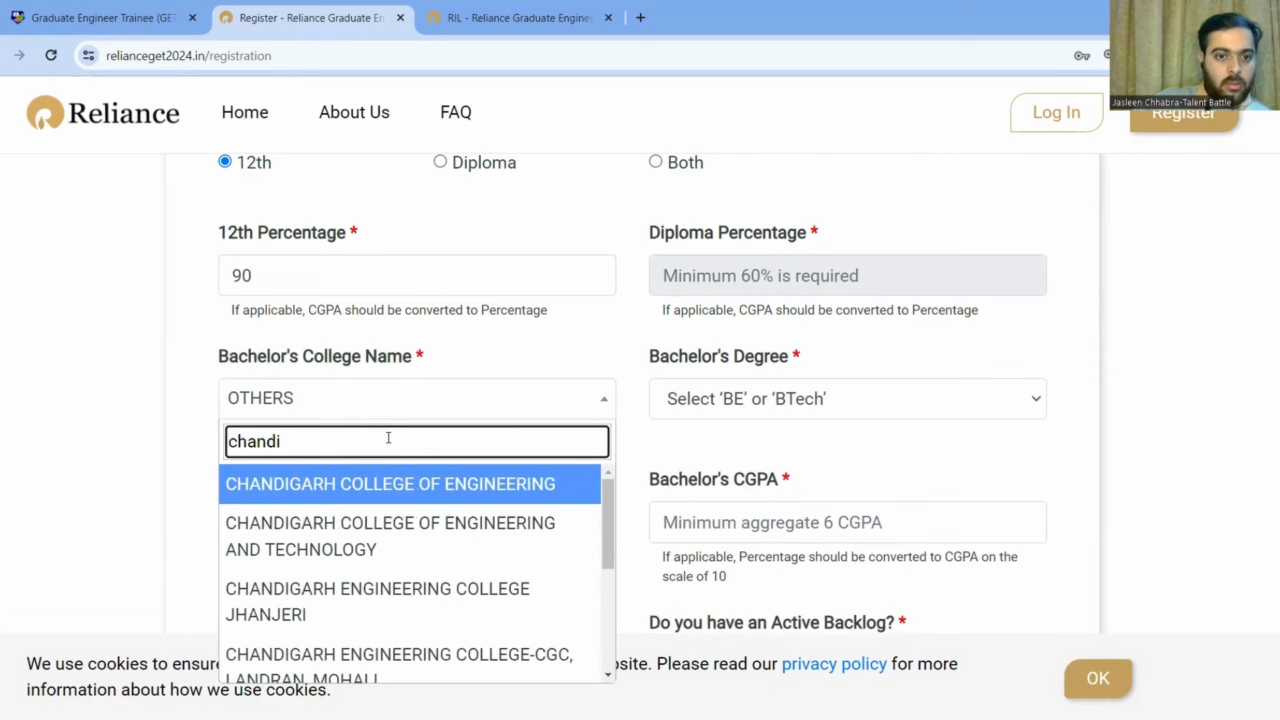 Graduate Engineer Trainee (GET
Register - Reliance Graduate En
RIL - Reliance Graduate Engine
relianceget2024.in/registration
Jasleen Chhabra-Talent Battle
Reliance
Home
About Us
FAQ
Log In
Register
12th
Diploma
Both
12th Percentage *
Diploma Percentage *
90
Minimum 60% is required
If applicable, CGPA should be converted to Percentage
If applicable, CGPA should be converted to Percentage
Bachelor's College Name *
Bachelor's Degree *
OTHERS
Select ‘BE’ or ‘BTech’
chandi
CHANDIGARH COLLEGE OF ENGINEERING
CHANDIGARH COLLEGE OF ENGINEERING
AND TECHNOLOGY
CHANDIGARH ENGINEERING COLLEGE
JHANJERI
CHANDIGARH ENGINEERING COLLEGE-CGC,
LANDRAN, MOHALI
Bachelor's CGPA *
Minimum aggregate 6 CGPA
If applicable, Percentage should be converted to CGPA on the
scale of 10
Do you have an Active Backlog? *
We use cookies to ensure
site. Please read our privacy policy for more
information about how we use cookies.
OK